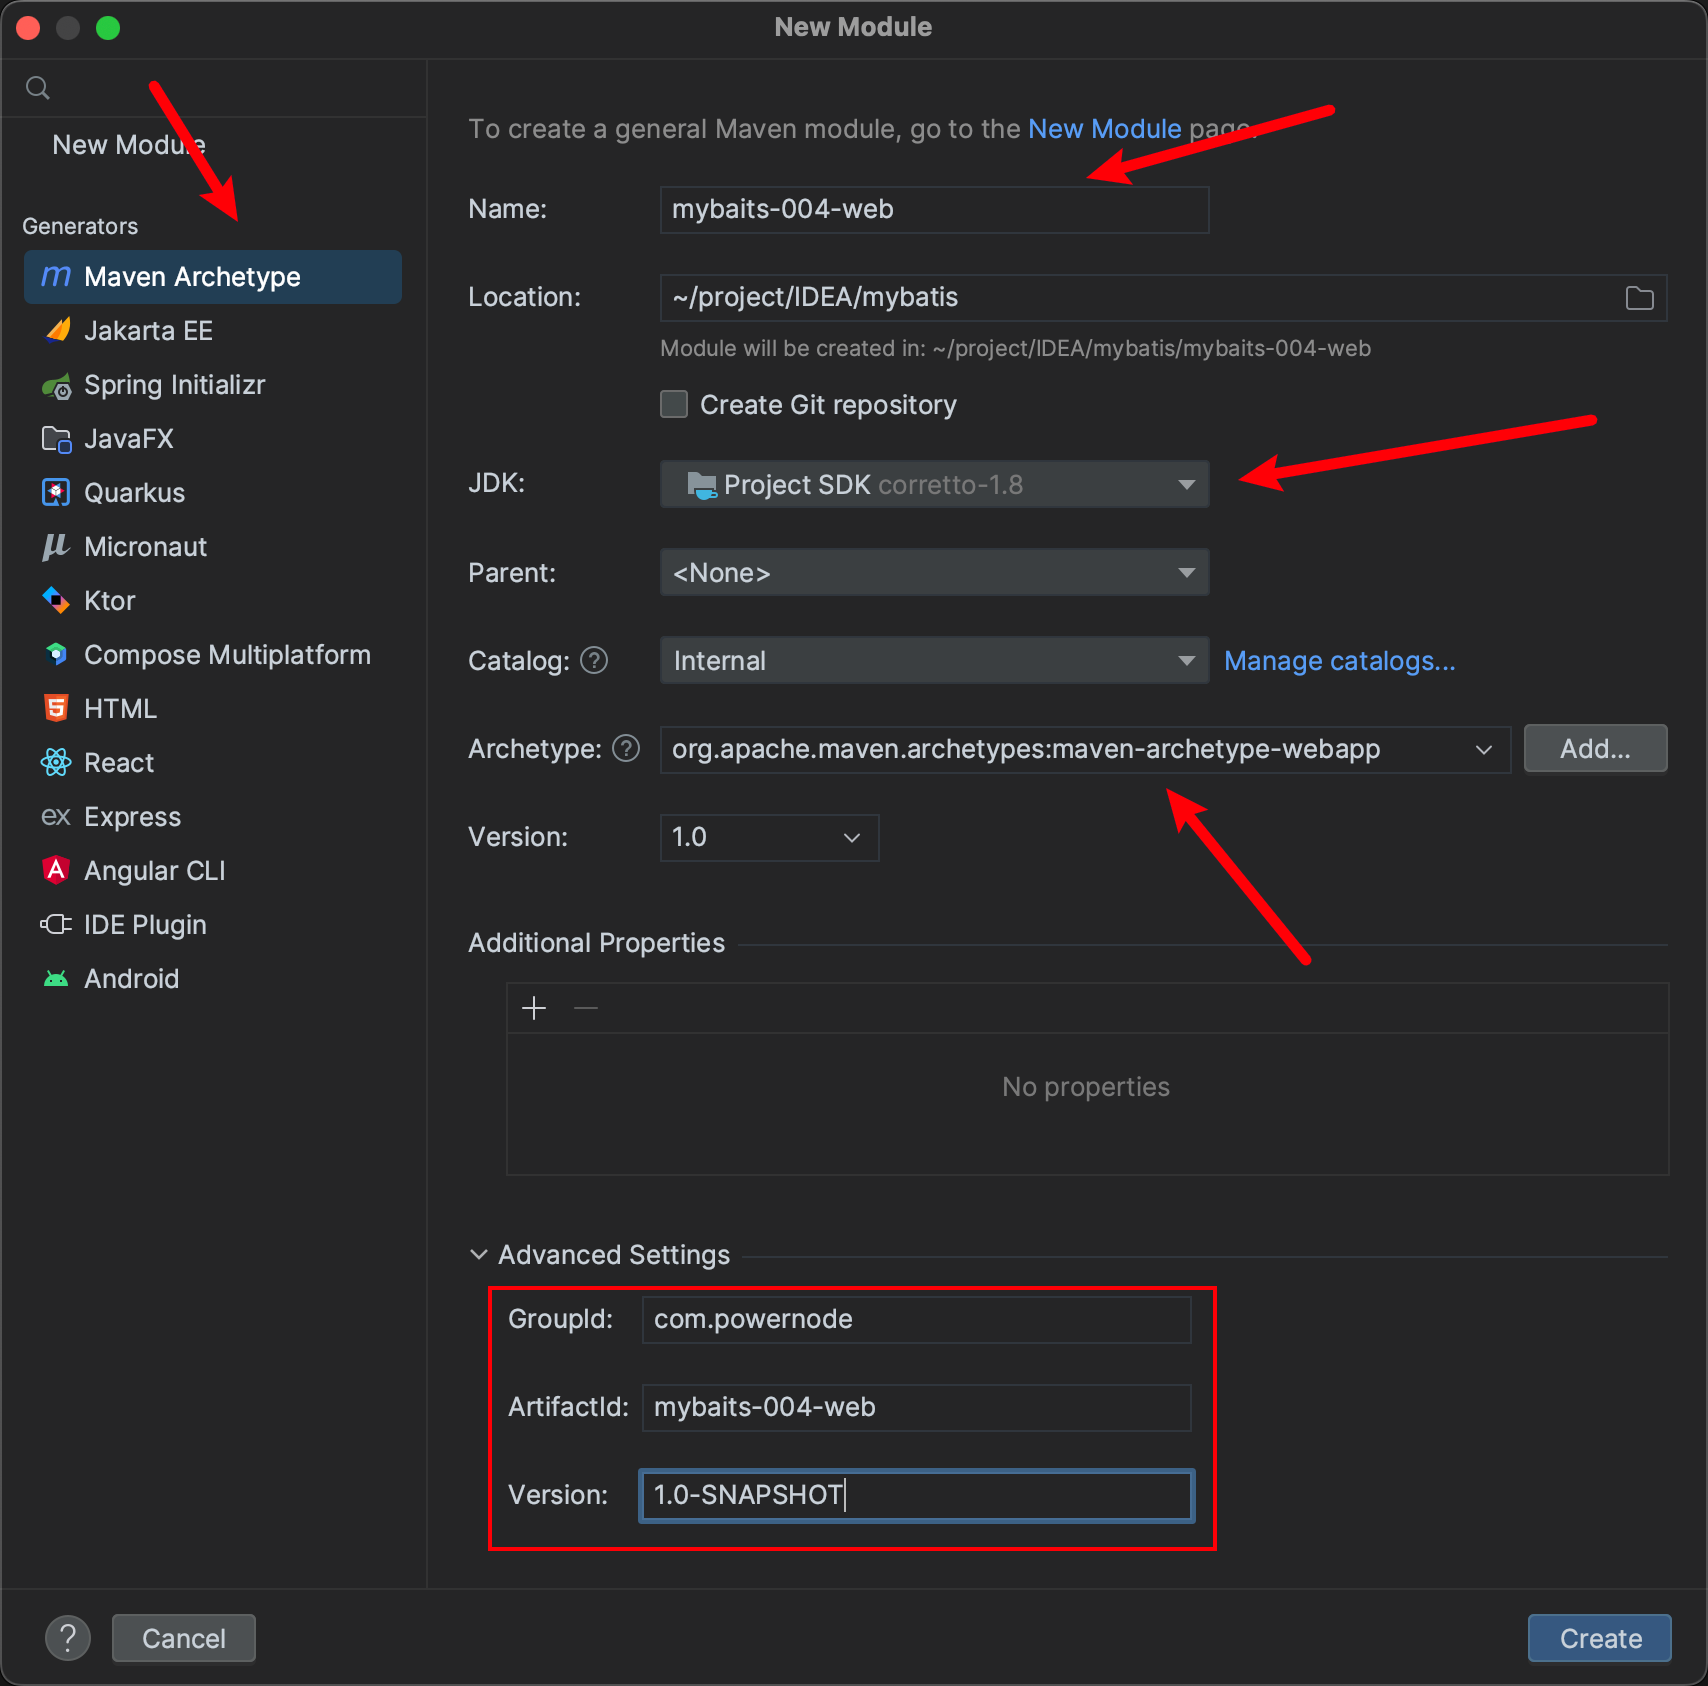 New Module
New Module
Generators
Maven Archetype
Jakarta EE
Spring Initializr
JavaFX
Quarkus
Micronaut
Ktor
Compose Multiplatform
HTML
React
ex Express
Angular CLI
IDE Plugin
Android
To create a general Maven module, go to the New Module page.
Name: mybaits-004-web
Location: ~/project/IDEA/mybatis
Module will be created in: ~/project/IDEA/mybatis/mybaits-004-web
Create Git repository
JDK: Project SDK corretto-1.8
Parent: <None>
Catalog: ? Internal Manage catalogs...
Archetype: ? org.apache.maven.archetypes:maven-archetype-webapp Add...
Version: 1.0
Additional Properties
No properties
Advanced Settings
GroupId: com.powernode
ArtifactId: mybaits-004-web
Version: 1.0-SNAPSHOT
? Cancel Create